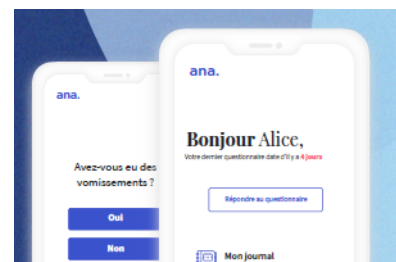 ana.
Avez-vous eu des
vomissements ?
Oui
Non
ana.
Bonjour Alice,
Votre dernier questionnaire date d'il y a 4 jours
Répondre au questionnaire
Mon journal